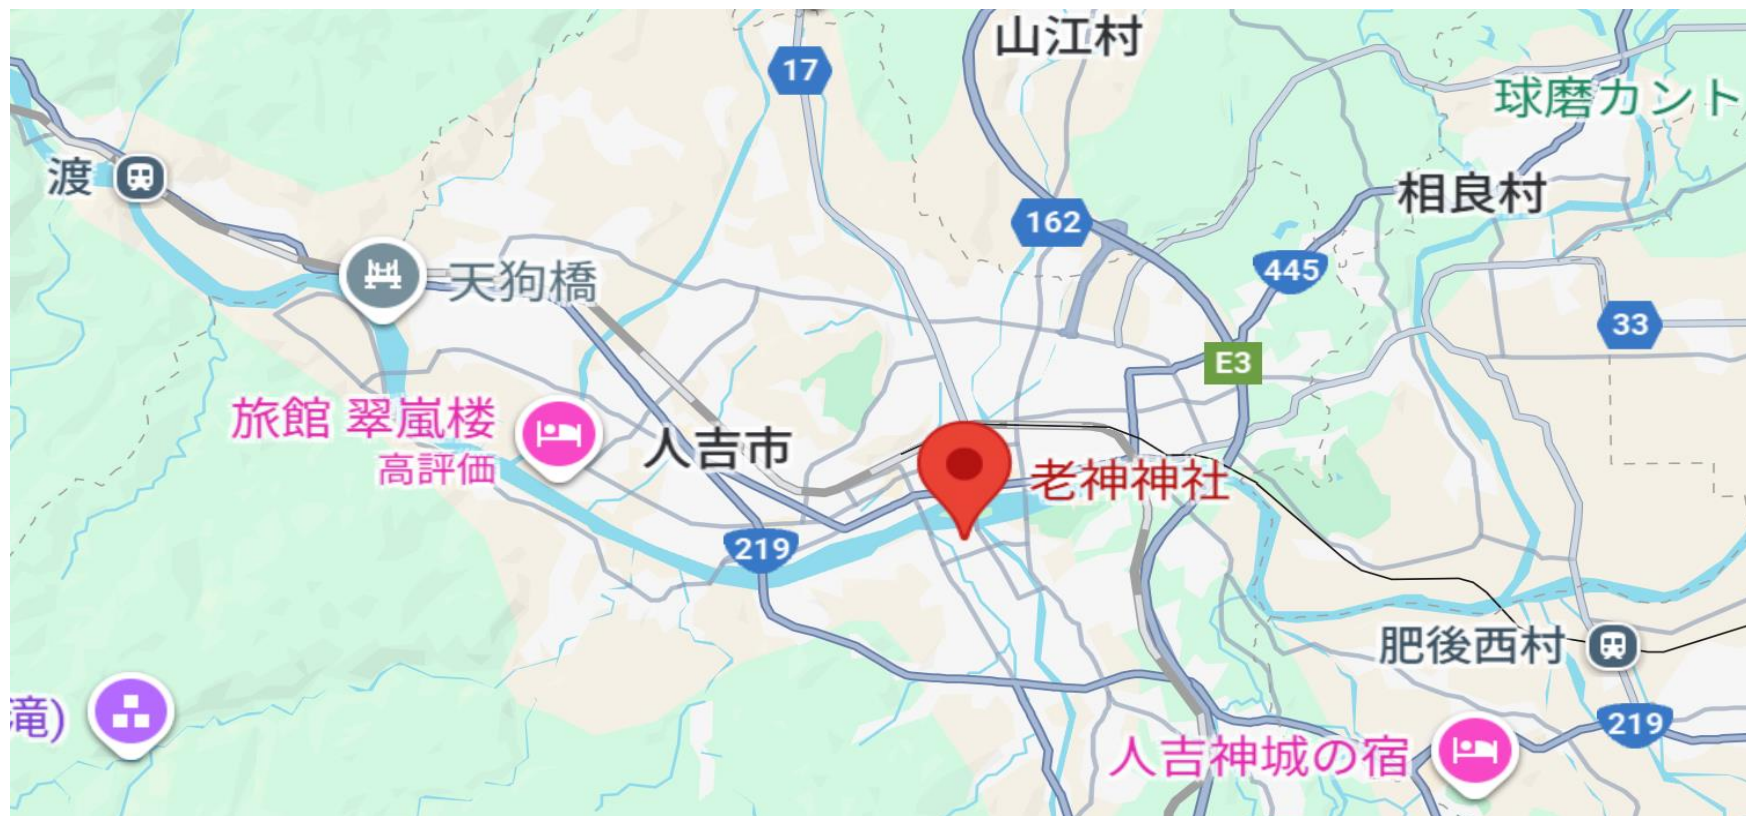 山江村
17
球磨カント
渡
相良村
162
445
天狗橋
33
E3
旅館 翠嵐楼
高評価
人吉市
老神神社
219
肥後西村
滝)
219
人吉神城の宿